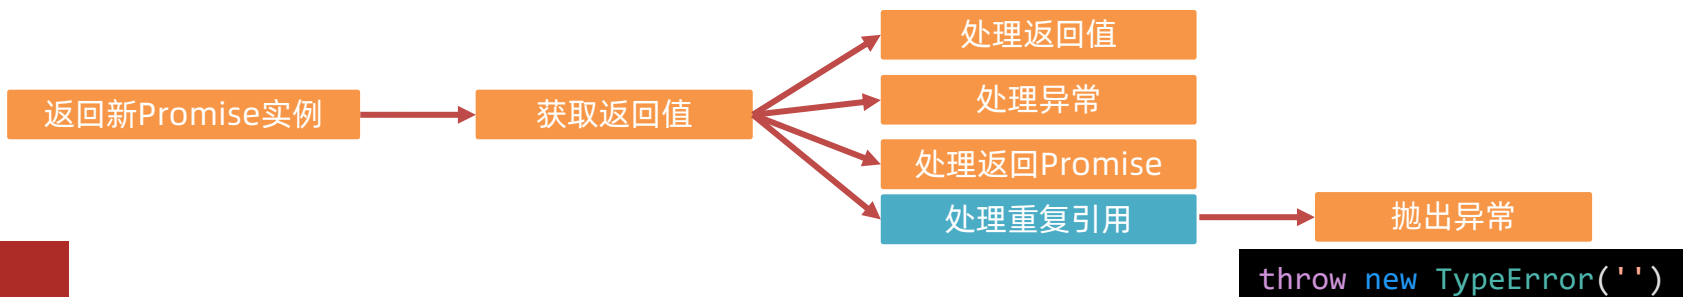 返回新Promise实例
获取返回值
处理返回值
处理异常
处理返回Promise
处理重复引用
抛出异常
throw new TypeError('')